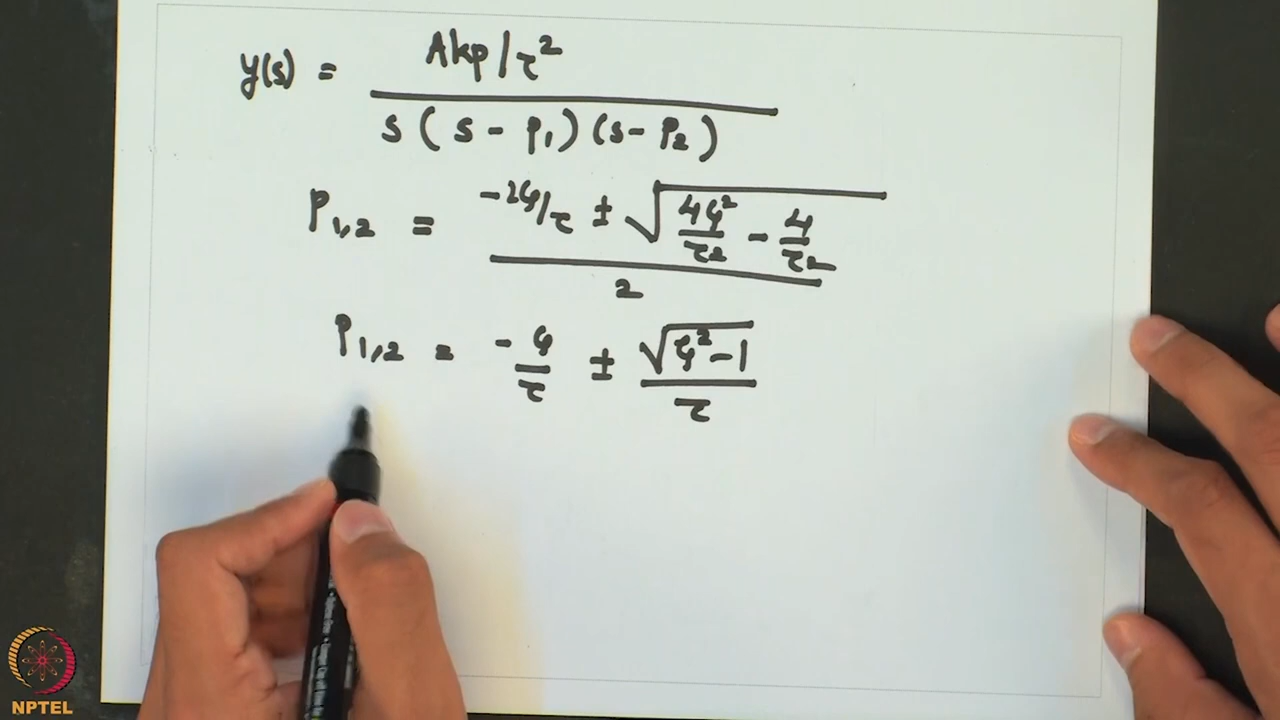 y(s) = Akp/τ²
s(s - p₁)(s - p₂)
P₁,₂ = -2ζ/τ ± √(4ζ²/τ² - 4/τ²)
2
P₁,₂ = -ζ/τ ± √(ζ² - 1)/τ
NPTEL